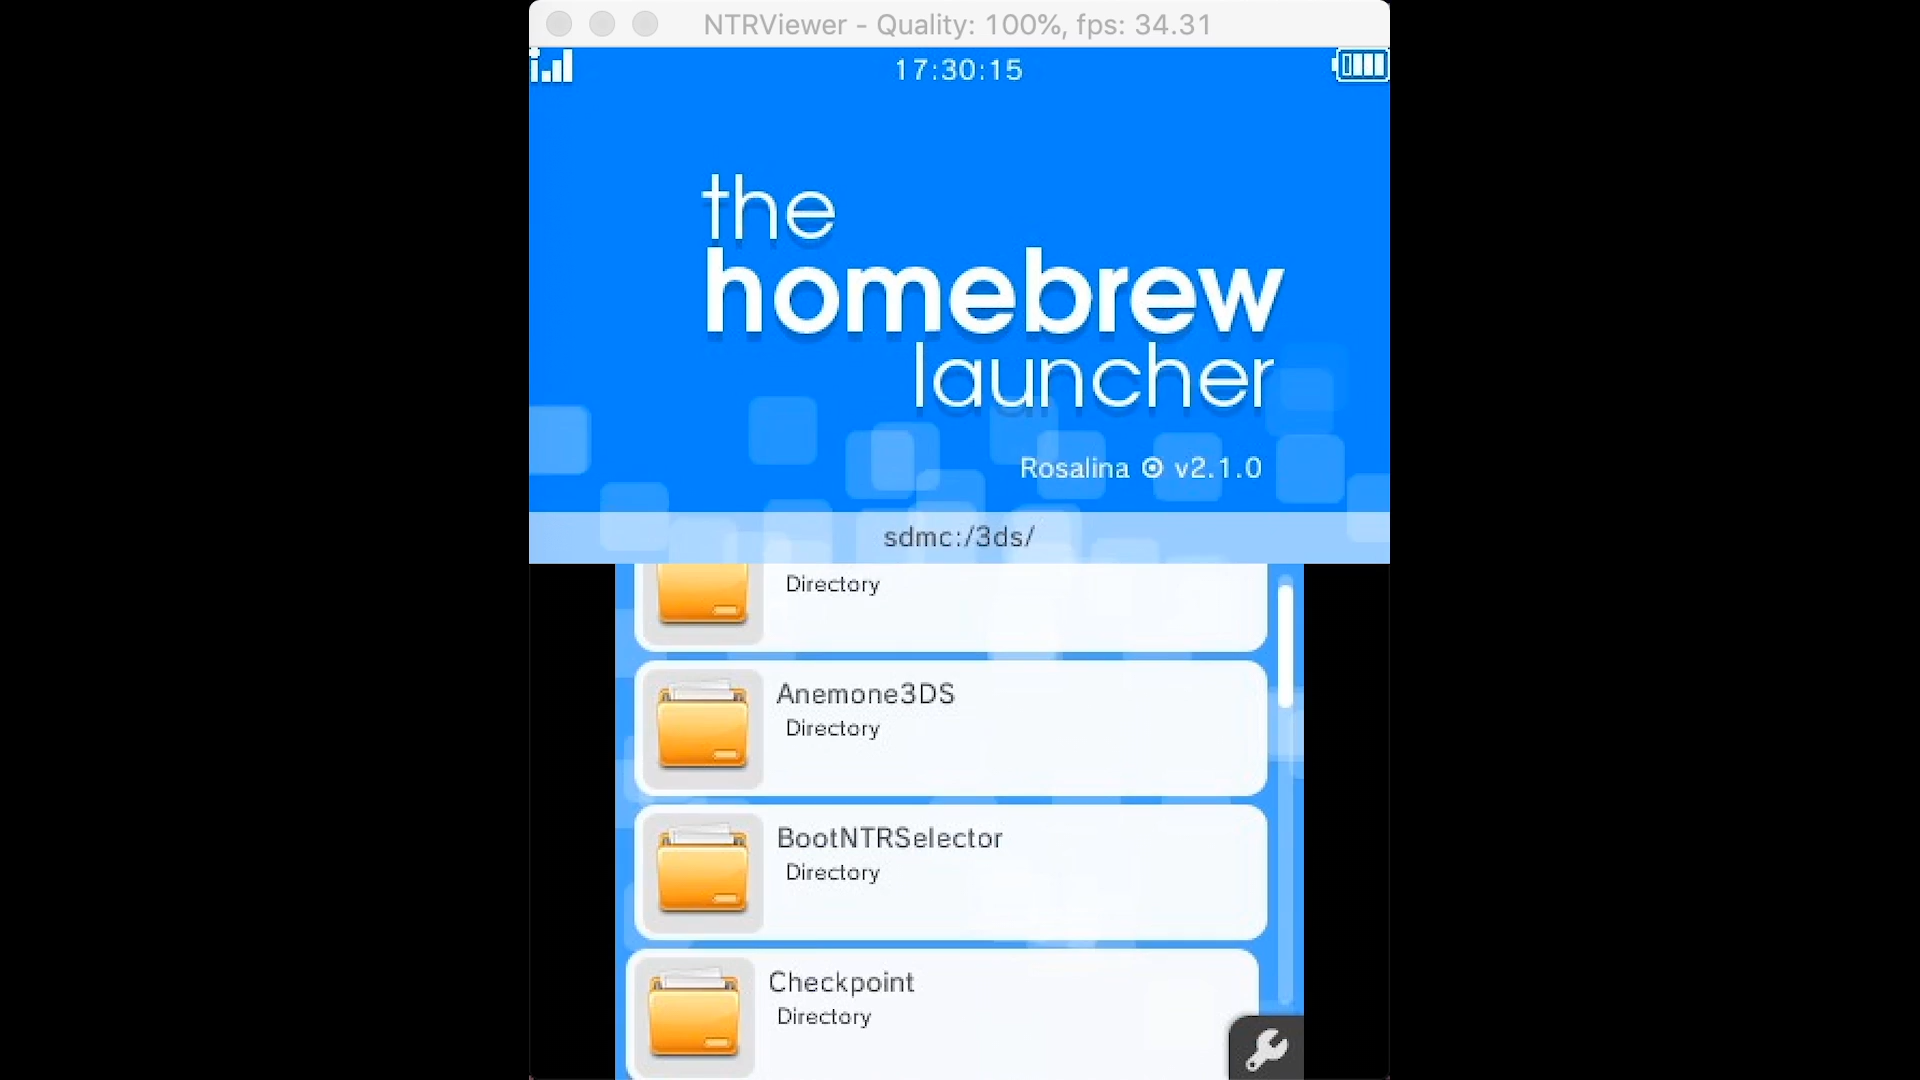 NTRViewer - Quality: 100%, fps: 34.31
17:30:15
the
homebrew
launcher
Rosalina ⊙ v2.1.0
sdmc:/3ds/
Directory
Anemone3DS
Directory
BootNTRSelector
Directory
Checkpoint
Directory